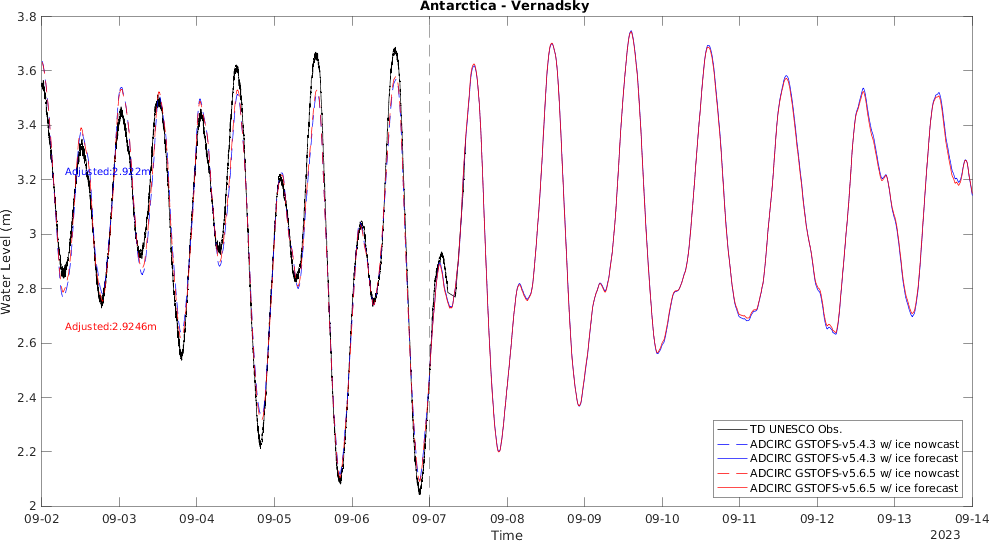 Antarctica - Vernadsky
3.8
3.6
3.4
3.2
3
2.8
2.6
2.4
2.2
2
Water Level (m)
Adjusted:2.922m
Adjusted:2.9246m
TD UNESCO Obs.
ADCIRC GSTOFS-v5.4.3 w/ ice nowcast
ADCIRC GSTOFS-v5.4.3 w/ ice forecast
ADCIRC GSTOFS-v5.6.5 w/ ice nowcast
ADCIRC GSTOFS-v5.6.5 w/ ice forecast
09-02 09-03 09-04 09-05 09-06 09-07 09-08 09-09 09-10 09-11 09-12 09-13 09-14
Time
2023